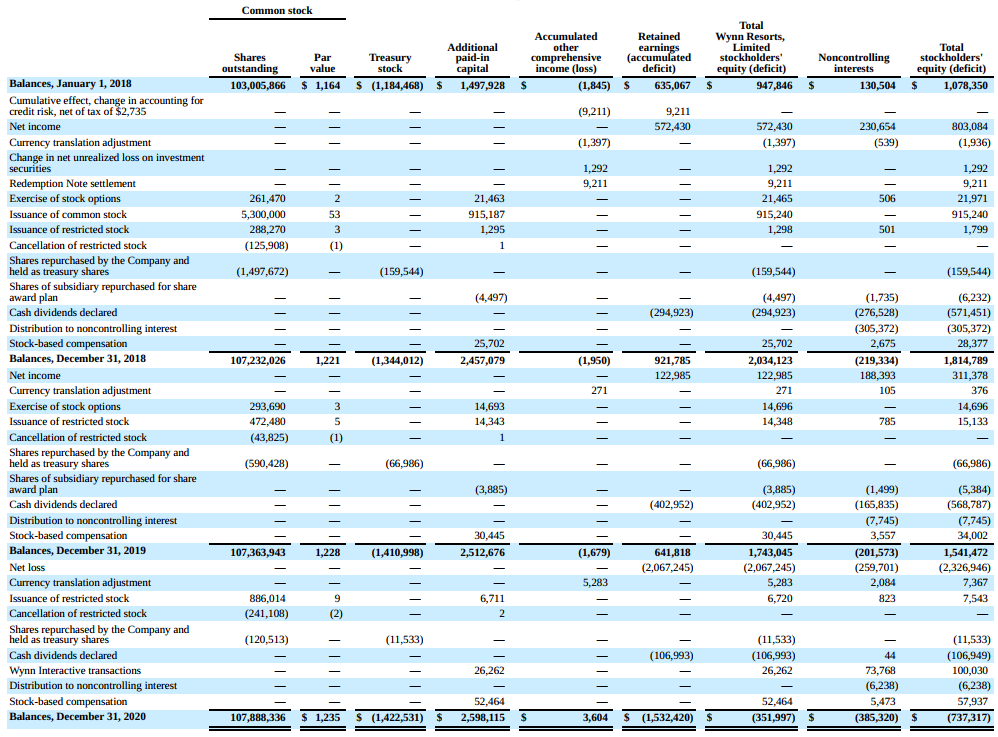 Common stock
Shares outstanding Par value Treasury stock Additional paid-in capital Accumulated other comprehensive income (loss) Retained earnings (accumulated deficit) Total Wynn Resorts, Limited stockholders' equity (deficit) Noncontrolling interests Total stockholders' equity (deficit)
Balances, January 1, 2018 103,005,866 $ 1,164 $ (1,184,468) $ 1,497,928 $ (1,845) $ 635,067 $ 947,846 $ 130,504 $ 1,078,350
Cumulative effect, change in accounting for
credit risk, net of tax of $2,735 — — — — (9,211) 9,211 — — —
Net income — — — — — 572,430 572,430 230,654 803,084
Currency translation adjustment — — — — (1,397) — (1,397) (539) (1,936)
Change in net unrealized loss on investment
securities — — — — 1,292 — 1,292 — 1,292
Redemption Note settlement — — — — 9,211 — 9,211 — 9,211
Exercise of stock options 261,470 2 — 21,463 — — 21,465 506 21,971
Issuance of common stock 5,300,000 53 — 915,187 — — 915,240 — 915,240
Issuance of restricted stock 288,270 3 — 1,295 — — 1,298 501 1,799
Cancellation of restricted stock (125,908) (1) — 1 — — — — —
Shares repurchased by the Company and
held as treasury shares (1,497,672) — (159,544) — — — (159,544) — (159,544)
Shares of subsidiary repurchased for share
award plan — — — (4,497) — — (4,497) (1,735) (6,232)
Cash dividends declared — — — — — (294,923) (294,923) (276,528) (571,451)
Distribution to noncontrolling interest — — — — — — — (305,372) (305,372)
Stock-based compensation — — — 25,702 — — 25,702 2,675 28,377
Balances, December 31, 2018 107,232,026 1,221 (1,344,012) 2,457,079 (1,950) 921,785 2,034,123 (219,334) 1,814,789
Net income — — — — — 122,985 122,985 188,393 311,378
Currency translation adjustment — — — — 271 — 271 105 376
Exercise of stock options 293,690 3 — 14,693 — — 14,696 — 14,696
Issuance of restricted stock 472,480 5 — 14,343 — — 14,348 785 15,133
Cancellation of restricted stock (43,825) (1) — 1 — — — — —
Shares repurchased by the Company and
held as treasury shares (590,428) — (66,986) — — — (66,986) — (66,986)
Shares of subsidiary repurchased for share
award plan — — — (3,885) — — (3,885) (1,499) (5,384)
Cash dividends declared — — — — — (402,952) (402,952) (165,835) (568,787)
Distribution to noncontrolling interest — — — — — — — (7,745) (7,745)
Stock-based compensation — — — 30,445 — — 30,445 3,557 34,002
Balances, December 31, 2019 107,363,943 1,228 (1,410,998) 2,512,676 (1,679) 641,818 1,743,045 (201,573) 1,541,472
Net loss — — — — — (2,067,245) (2,067,245) (259,701) (2,326,946)
Currency translation adjustment — — — — 5,283 — 5,283 2,084 7,367
Issuance of restricted stock 886,014 9 — 6,711 — — 6,720 823 7,543
Cancellation of restricted stock (241,108) (2) — 2 — — — — —
Shares repurchased by the Company and
held as treasury shares (120,513) — (11,533) — — — (11,533) — (11,533)
Cash dividends declared — — — — — (106,993) (106,993) 44 (106,949)
Wynn Interactive transactions — — — 26,262 — — 26,262 73,768 100,030
Distribution to noncontrolling interest — — — — — — — (6,238) (6,238)
Stock-based compensation — — — 52,464 — — 52,464 5,473 57,937
Balances, December 31, 2020 107,888,336 $ 1,235 $ (1,422,531) $ 2,598,115 $ 3,604 $ (1,532,420) $ (351,997) $ (385,320) $ (737,317)